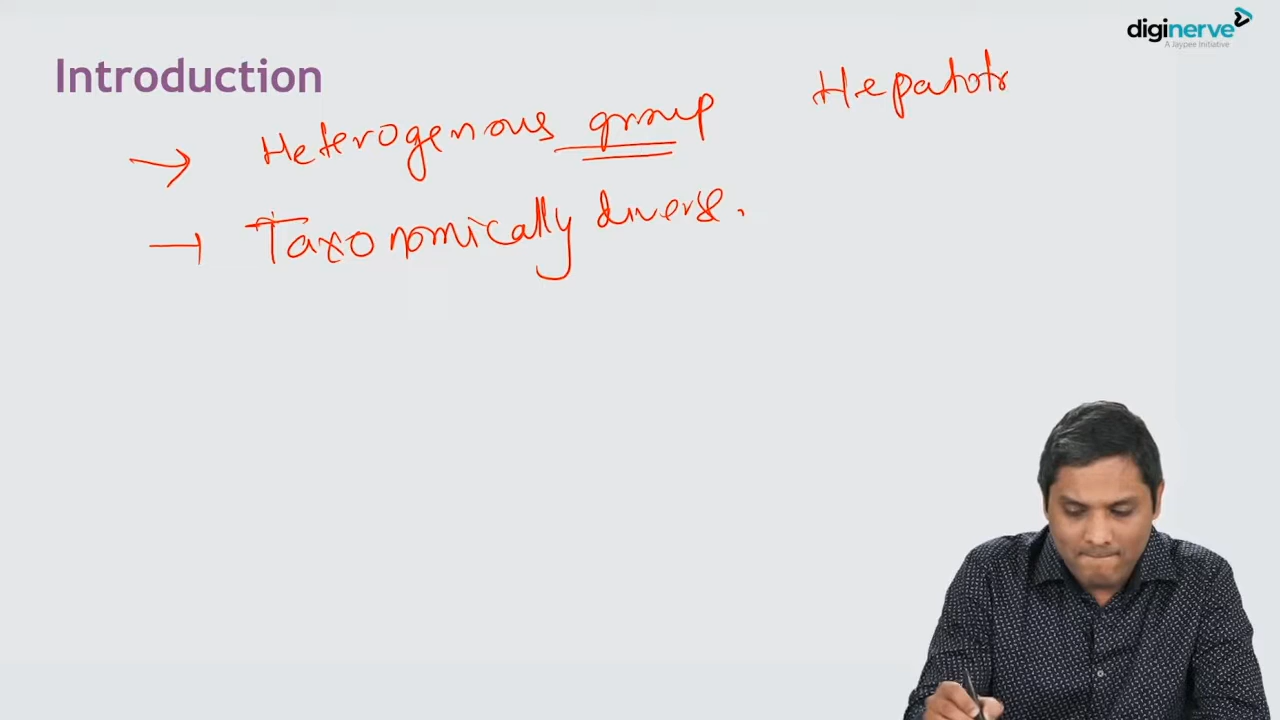 diginerve
A Jaypee Initiative
Introduction
Hepatotr
→ Heterogenous group
→ Taxonomically diverse.